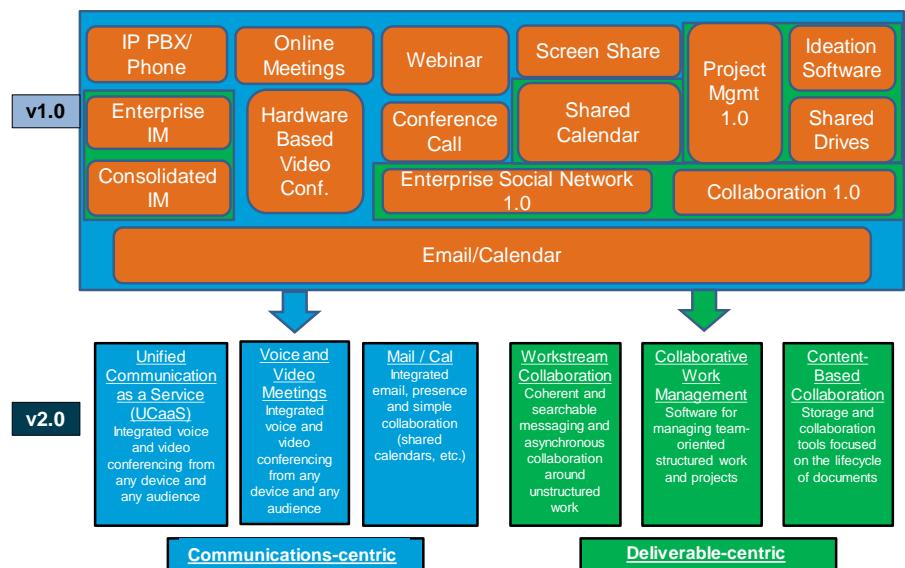 IP PBX/
Phone
Online
Meetings
Webinar
Screen Share
Project
Mgmt
1.0
Ideation
Software
v1.0
Enterprise
IM
Hardware
Based
Video
Conf.
Conference
Call
Shared
Calendar
Shared
Drives
Consolidated
IM
Enterprise Social Network
1.0
Collaboration 1.0
Email/Calendar
v2.0
Unified
Communication
as a Service
(UCaaS)
Integrated voice
and video
conferencing from
any device and
any audience
Voice and
Video
Meetings
Integrated
voice and
video
conferencing
from any
device and any
audience
Mail / Cal
Integrated
email, presence
and simple
collaboration
(shared
calendars, etc.)
Workstream
Collaboration
Coherent and
searchable
messaging and
asynchronous
collaboration
around
unstructured
work
Collaborative
Work
Management
Software for
managing team-
oriented
structured work
and projects
Content-
Based
Collaboration
Storage and
collaboration
tools focused
on the lifecycle
of documents
Communications-centric
Deliverable-centric